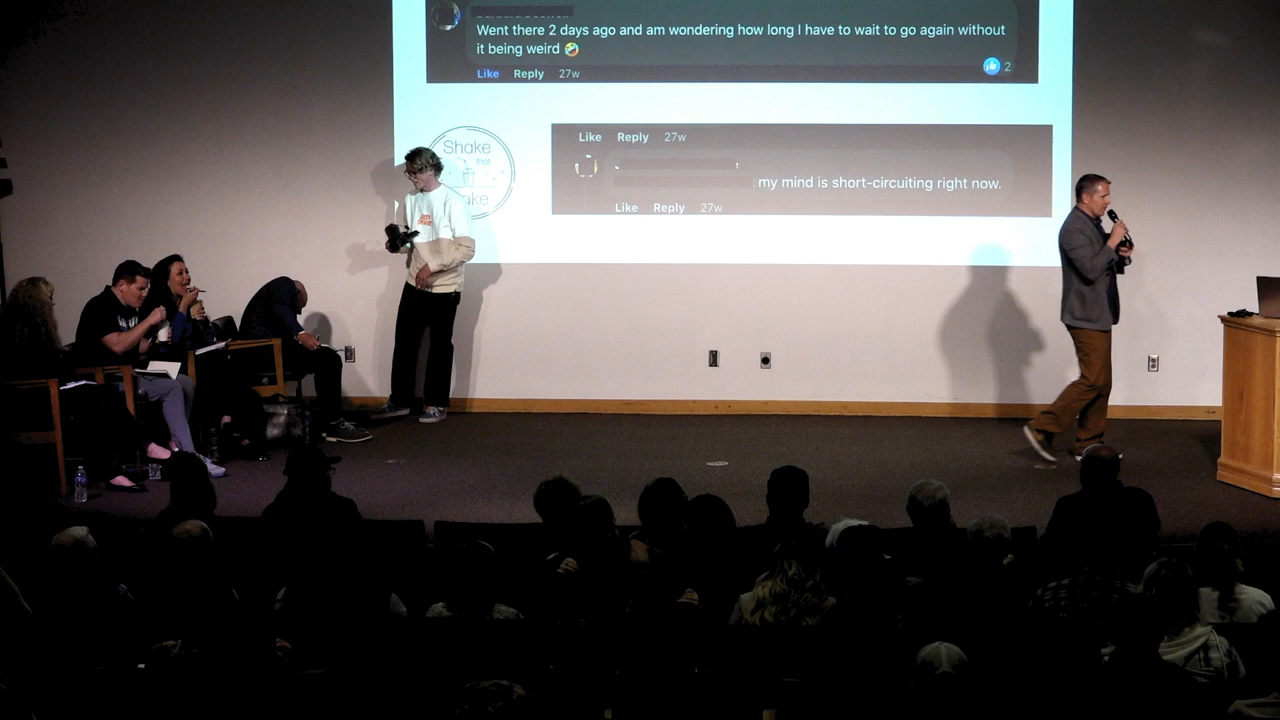 Went there 2 days ago and am wondering how long I have to wait to go again without
it being weird 🤣
2
Like Reply 27w
Like Reply 27w
my mind is short-circuiting right now.
Like Reply 27w
Shake
that